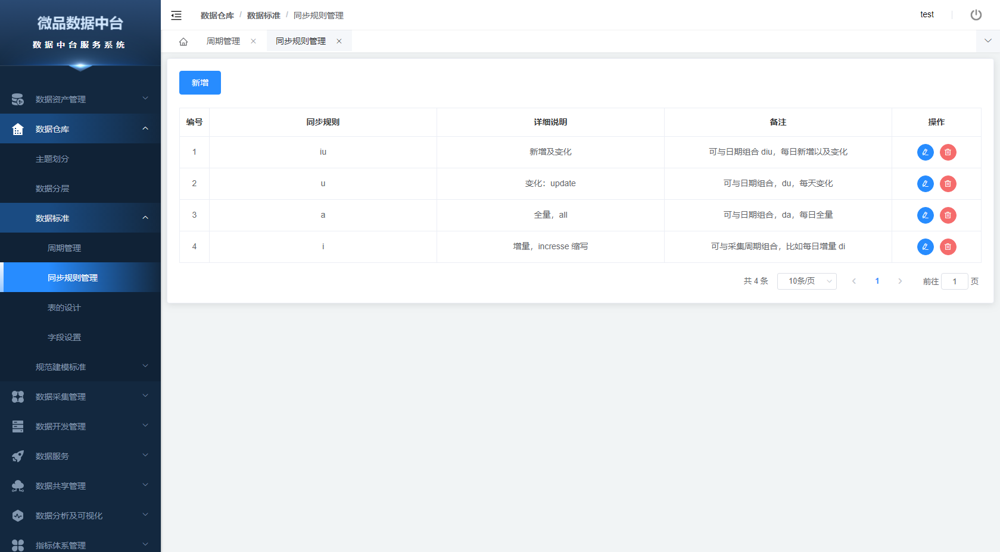 微品数据中台
数据中台服务系统
数据资产管理
数据仓库
主题划分
数据分层
数据标准
周期管理
同步规则管理
表的设计
字段设置
规范建模标准
数据采集管理
数据开发管理
数据服务
数据共享管理
数据分析及可视化
指标体系管理
数据仓库 / 数据标准 / 同步规则管理
test
周期管理 同步规则管理
新增
编号 同步规则 详细说明 备注 操作
1 iu 新增及变化 可与日期组合 diu，每日新增以及变化
2 u 变化：update 可与日期组合，du，每天变化
3 a 全量，all 可与日期组合，da，每日全量
4 i 增量，incresse 缩写 可与采集周期组合，比如每日增量 di
共 4 条 10条/页 1 前往 1 页